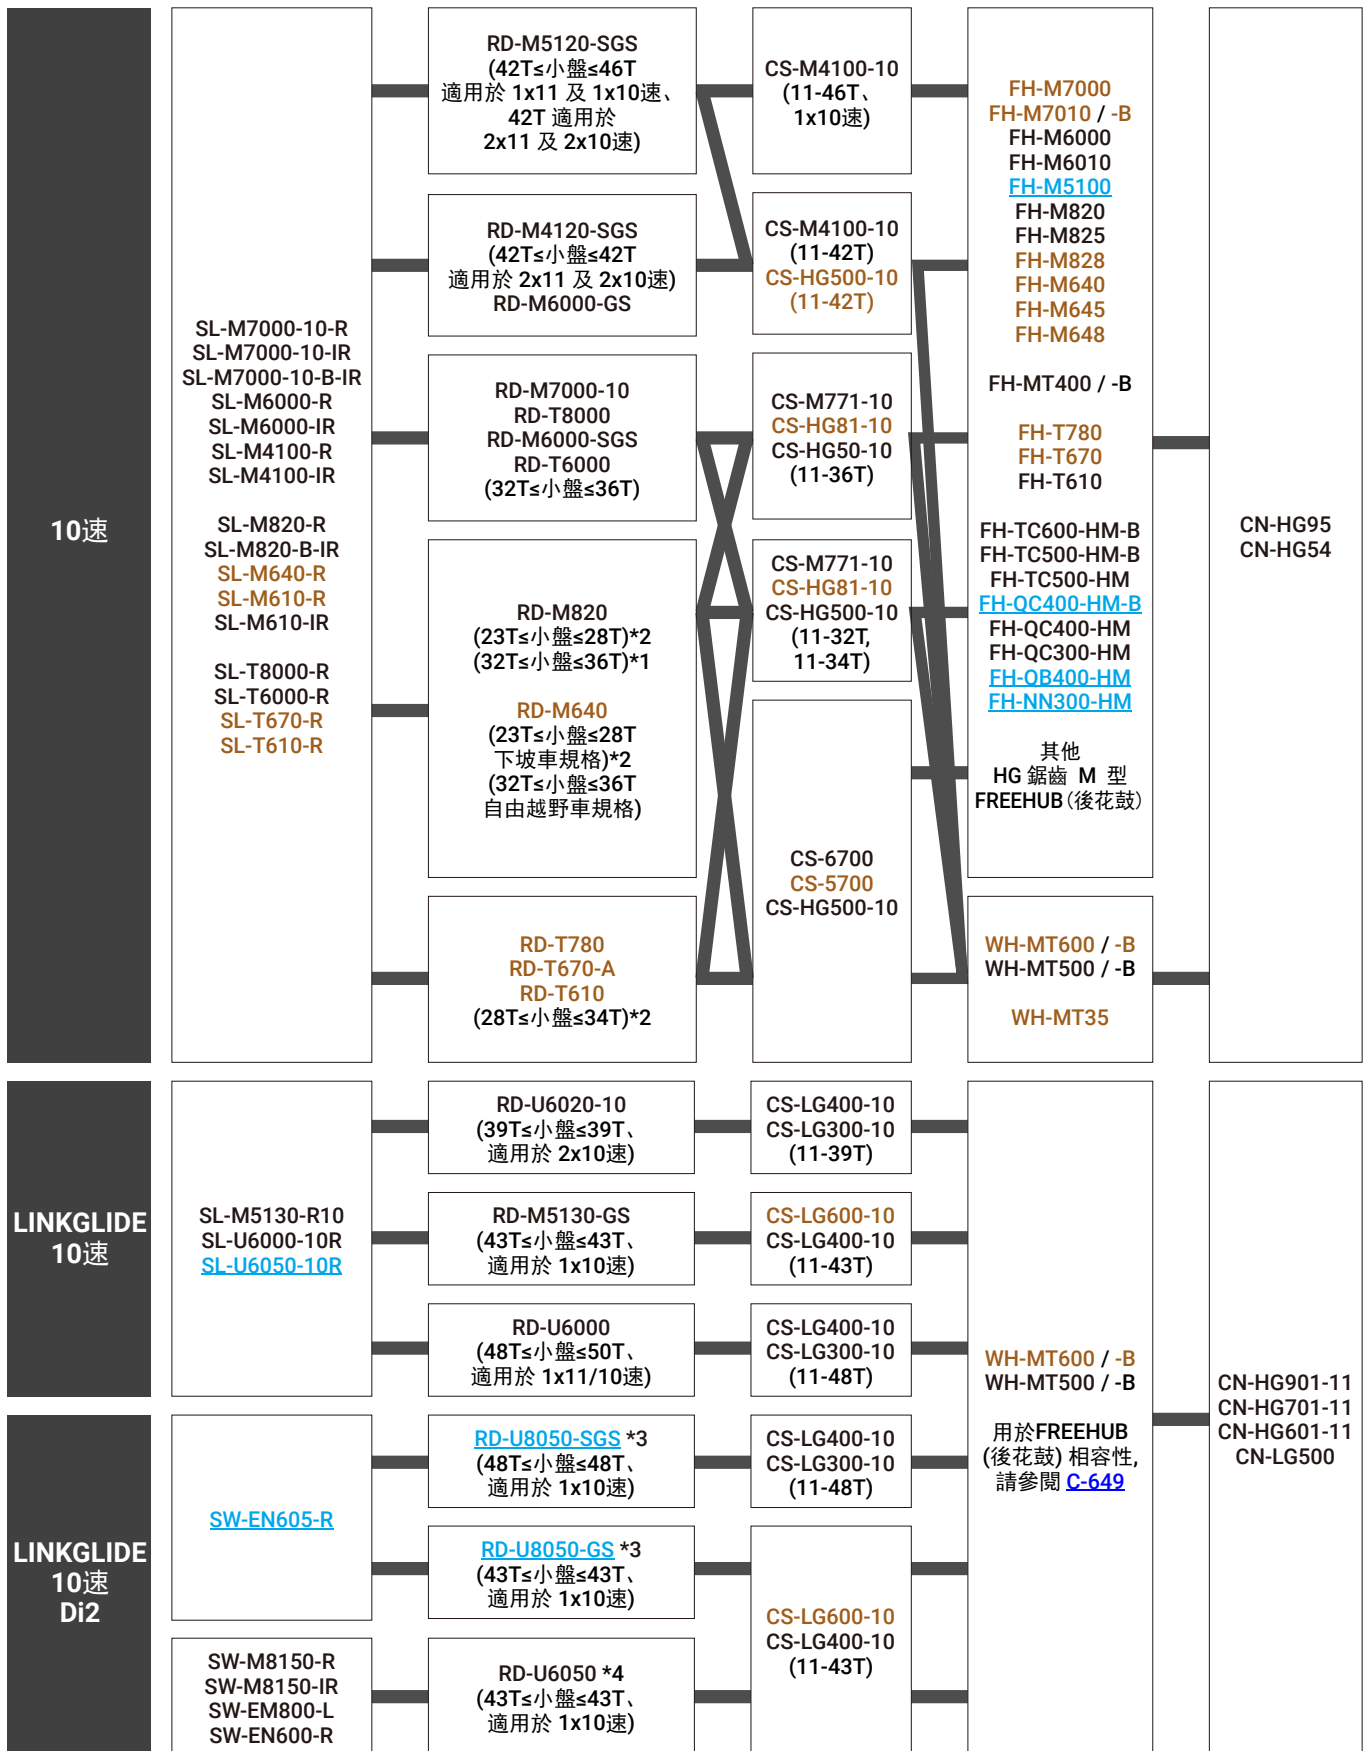 10速
SL-M7000-10-R
SL-M7000-10-IR
SL-M7000-10-B-IR
SL-M6000-R
SL-M6000-IR
SL-M4100-R
SL-M4100-IR
SL-M820-R
SL-M820-B-IR
SL-M640-R
SL-M610-R
SL-M610-IR
SL-T8000-R
SL-T6000-R
SL-T670-R
SL-T610-R
RD-M5120-SGS
(42T≤小盤≤46T
適用於 1x11 及 1x10速、
42T 適用於
2x11 及 2x10速)
RD-M4120-SGS
(42T≤小盤≤42T
適用於 2x11 及 2x10速)
RD-M6000-GS
RD-M7000-10
RD-T8000
RD-M6000-SGS
RD-T6000
(32T≤小盤≤36T)
RD-M820
(23T≤小盤≤28T)*2
(32T≤小盤≤36T)*1
RD-M640
(23T≤小盤≤28T
下坡車規格)*2
(32T≤小盤≤36T
自由越野車規格)
RD-T780
RD-T670-A
RD-T610
(28T≤小盤≤34T)*2
CS-M4100-10
(11-46T、
1x10速)
CS-M4100-10
(11-42T)
CS-HG500-10
(11-42T)
CS-M771-10
CS-HG81-10
CS-HG50-10
(11-36T)
CS-M771-10
CS-HG81-10
CS-HG500-10
(11-32T,
11-34T)
CS-6700
CS-5700
CS-HG500-10
FH-M7000
FH-M7010 / -B
FH-M6000
FH-M6010
FH-M5100
FH-M820
FH-M825
FH-M828
FH-M640
FH-M645
FH-M648
FH-MT400 / -B
FH-T780
FH-T670
FH-T610
FH-TC600-HM-B
FH-TC500-HM-B
FH-TC500-HM
FH-QC400-HM-B
FH-QC400-HM
FH-QC300-HM
FH-QB400-HM
FH-NN300-HM
其他
HG 鋸齒 M 型
FREEHUB（後花鼓）
WH-MT600 / -B
WH-MT500 / -B
WH-MT35
CN-HG95
CN-HG54
LINKGLIDE
10速
SL-M5130-R10
SL-U6000-10R
SL-U6050-10R
RD-U6020-10
(39T≤小盤≤39T、
適用於 2x10速)
RD-M5130-GS
(43T≤小盤≤43T、
適用於 1x10速)
RD-U6000
(48T≤小盤≤50T、
適用於 1x11/10速)
CS-LG400-10
CS-LG300-10
(11-39T)
CS-LG600-10
CS-LG400-10
(11-43T)
CS-LG400-10
CS-LG300-10
(11-48T)
LINKGLIDE
10速
Di2
SW-EN605-R
SW-M8150-R
SW-M8150-IR
SW-EM800-L
SW-EN600-R
RD-U8050-SGS *3
(48T≤小盤≤48T、
適用於 1x10速)
RD-U8050-GS *3
(43T≤小盤≤43T、
適用於 1x10速)
RD-U6050 *4
(43T≤小盤≤43T、
適用於 1x10速)
CS-LG400-10
CS-LG300-10
(11-48T)
CS-LG600-10
CS-LG400-10
(11-43T)
WH-MT600 / -B
WH-MT500 / -B
用於FREEHUB
(後花鼓) 相容性,
請參閱 C-649
CN-HG901-11
CN-HG701-11
CN-HG601-11
CN-LG500